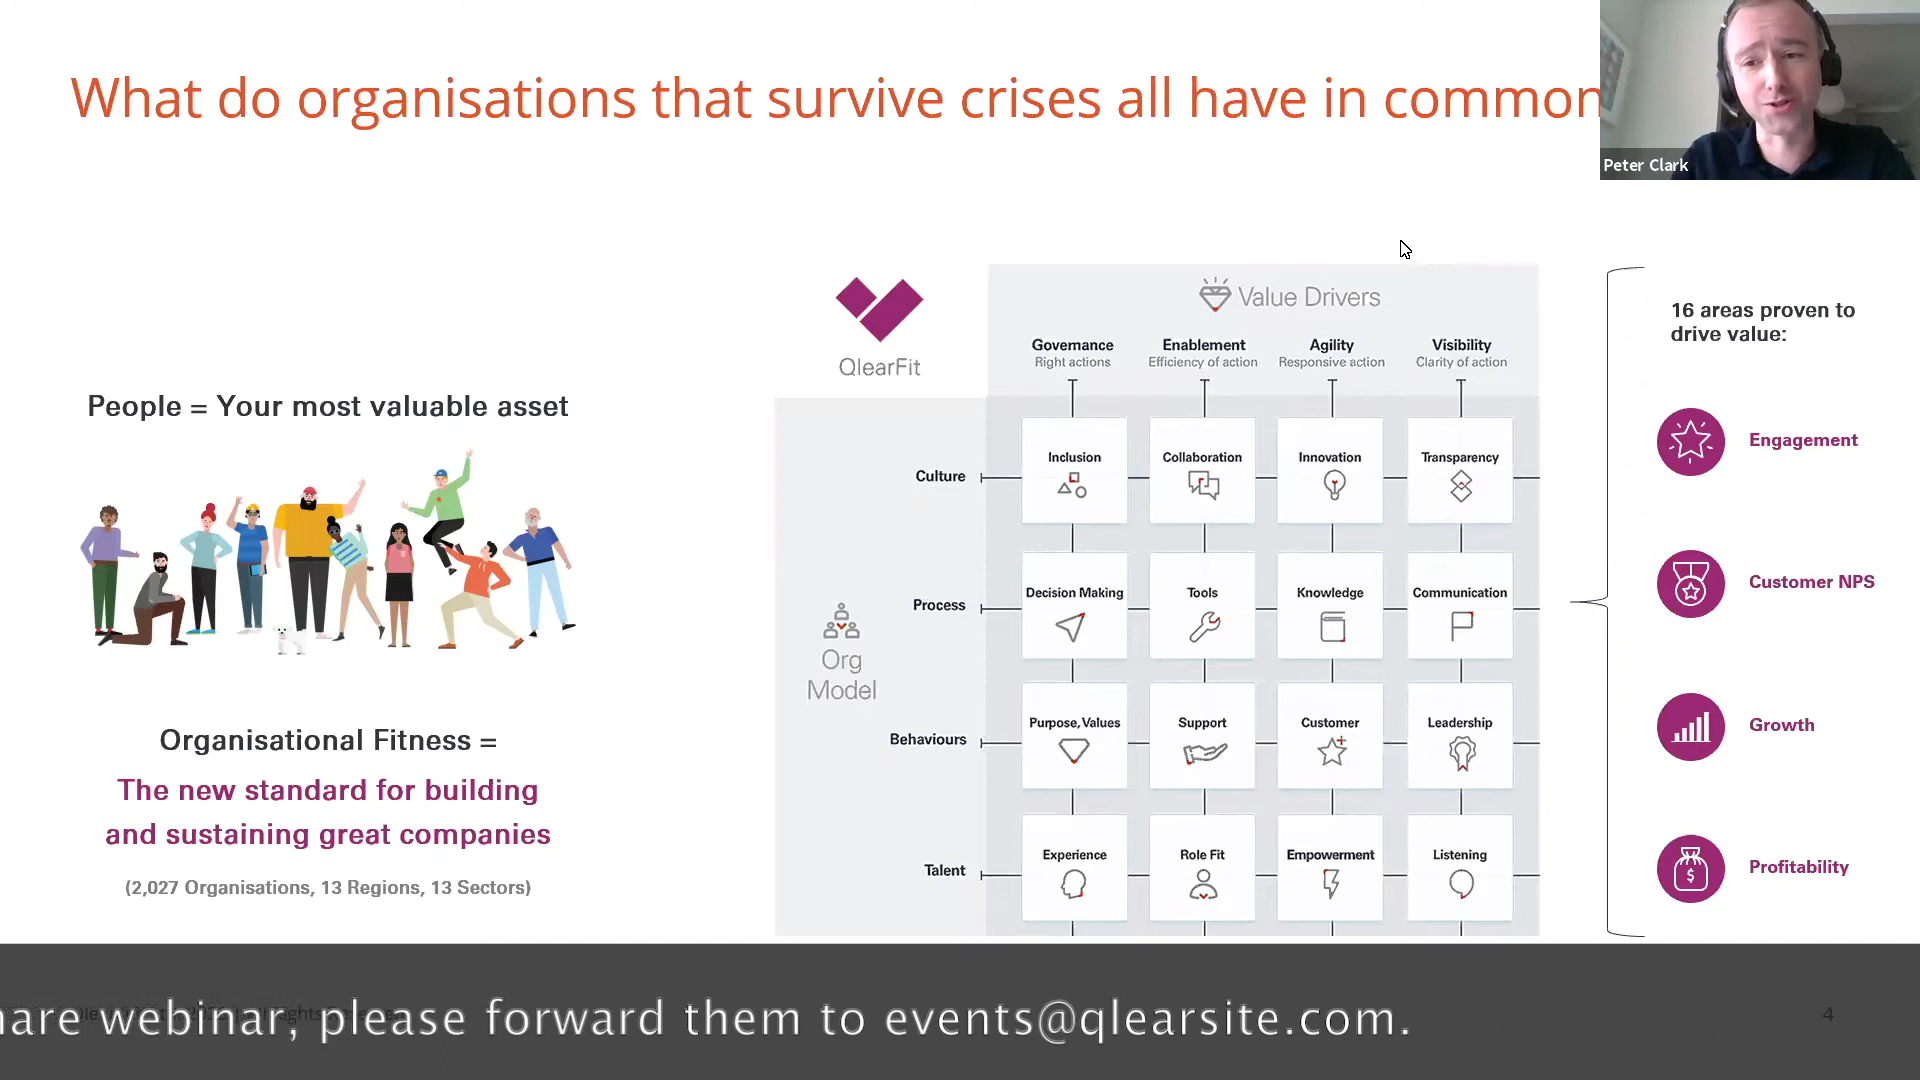 What do organisations that survive crises all have in common
Peter Clark
People = Your most valuable asset
Organisational Fitness =
The new standard for building
and sustaining great companies
(2,027 Organisations, 13 Regions, 13 Sectors)
QlearFit
Value Drivers
Governance
Right actions
Enablement
Efficiency of action
Agility
Responsive action
Visibility
Clarity of action
Org
Model
Culture
Inclusion
Collaboration
Innovation
Transparency
Process
Decision Making
Tools
Knowledge
Communication
Behaviours
Purpose, Values
Support
Customer
Leadership
Talent
Experience
Role Fit
Empowerment
Listening
16 areas proven to
drive value:
Engagement
Customer NPS
Growth
Profitability
webinar, please forward them to events@qlearsite.com.
4